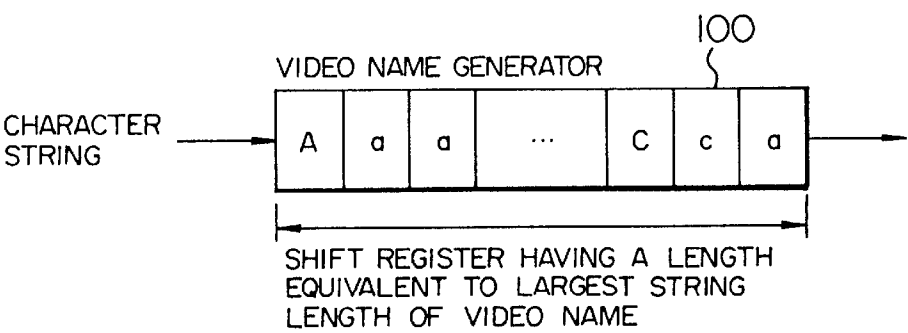 100
VIDEO NAME GENERATOR
CHARACTER
STRING
A a a ... C c a
SHIFT REGISTER HAVING A LENGTH
EQUIVALENT TO LARGEST STRING
LENGTH OF VIDEO NAME